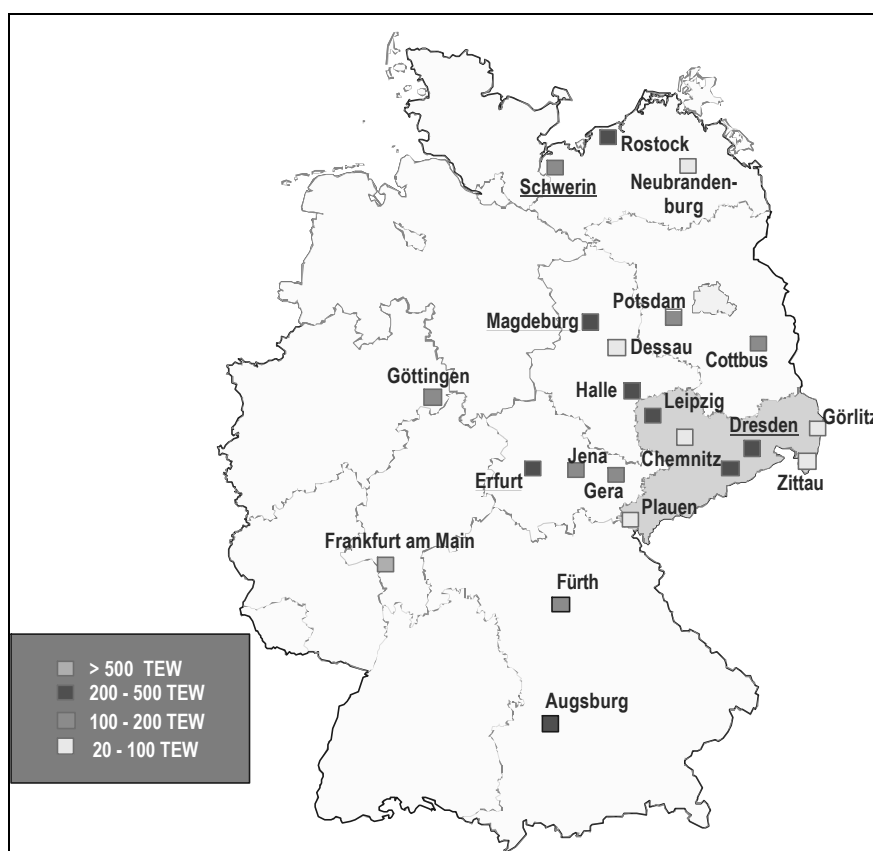 Rostock
Schwerin
Neubranden-
burg
Potsdam
Magdeburg
Dessau
Cottbus
Göttingen
Halle
Leipzig
Görlitz
Dresden
Jena
Chemnitz
Erfurt
Gera
Zittau
Plauen
Frankfurt am Main
Fürth
> 500 TEW
200 - 500 TEW
100 - 200 TEW
20 - 100 TEW
Augsburg